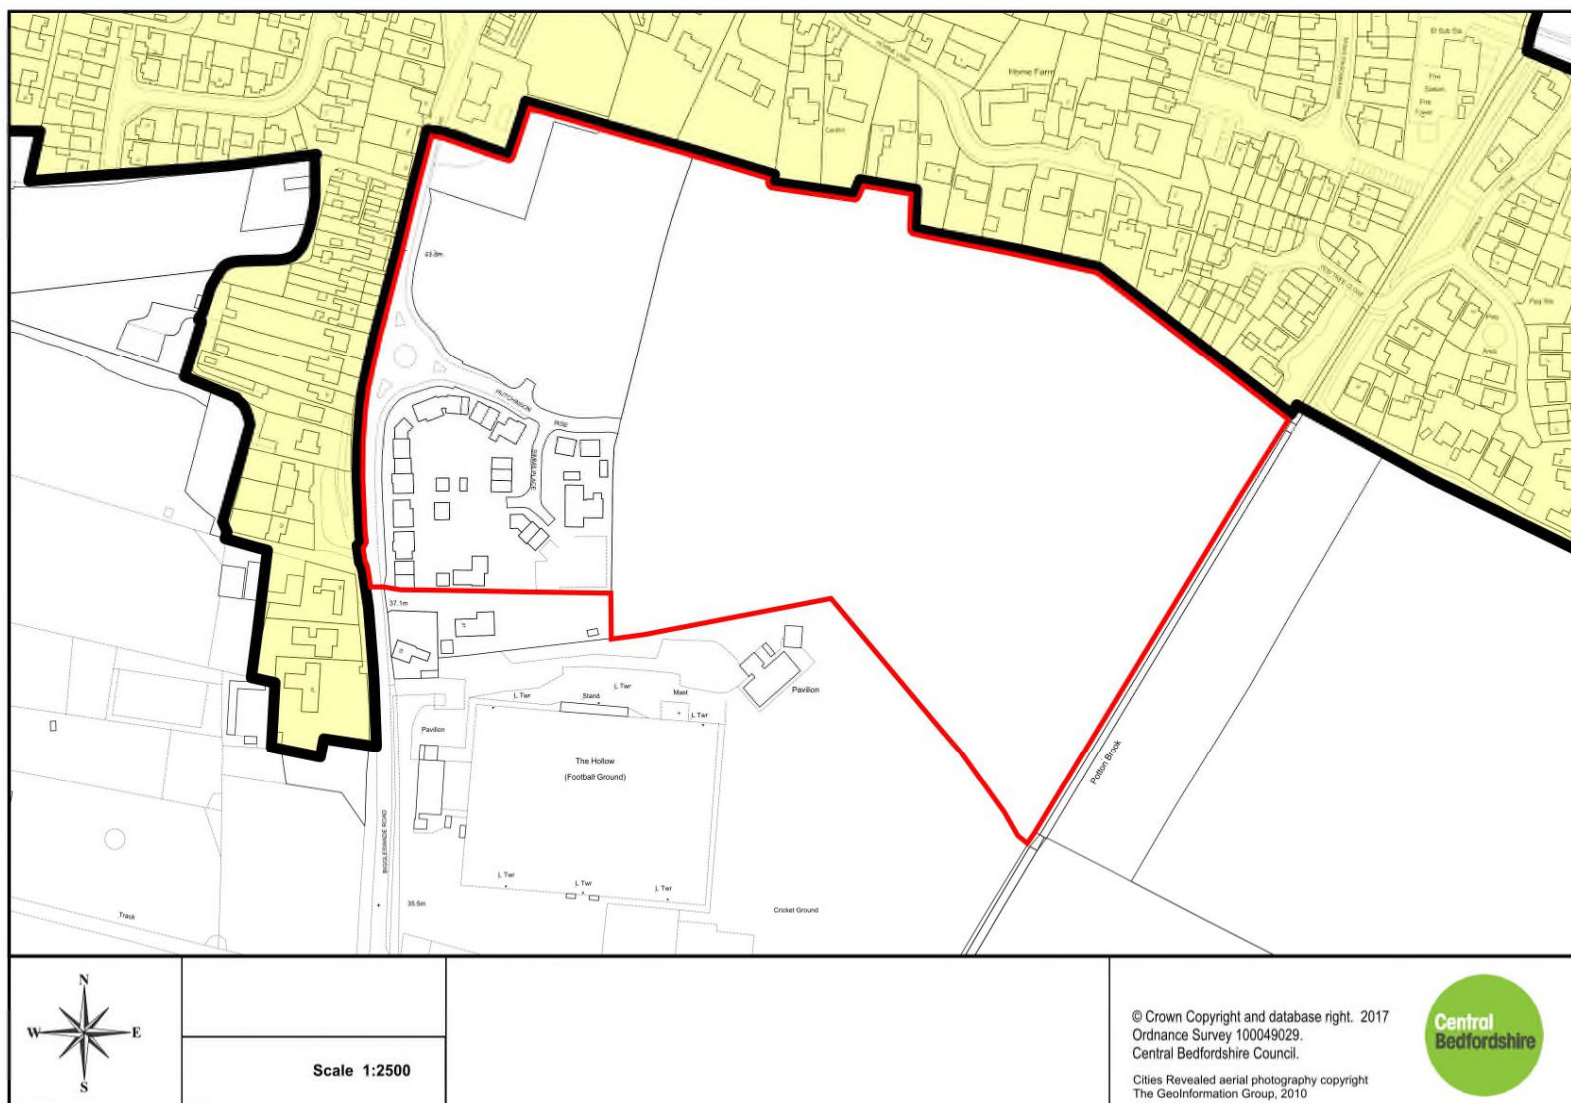 El Sub Sta
Home Farm
Fire
Station
Fire
Tower
43.8m
HUTCHINSON
RISE
37.1m
L Twr
Stand
L Twr
Mast
L Twr
Pavilion
Pavilion
The Hollow
(Football Ground)
Potton Brook
BIGGLESWADE ROAD
L Twr
L Twr
L Twr
Track
Cricket Ground
N
W
E
S
Scale 1:2500
© Crown Copyright and database right. 2017
Ordnance Survey 100049029.
Central Bedfordshire Council.
Cities Revealed aerial photography copyright
The GeoInformation Group, 2010
Central
Bedfordshire